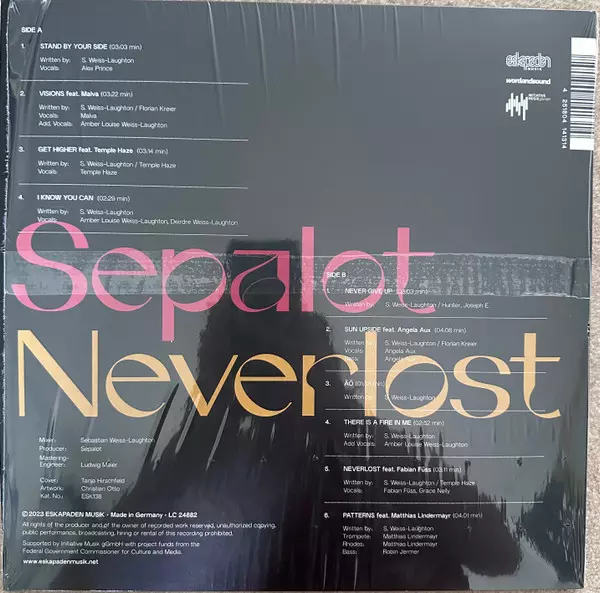 SIDE A
1. STAND BY YOUR SIDE (03:03 min)
Written by: S. Weiss-Laughton
Vocals: Alex Prince
2. VISIONS feat. Malva (03:22 min)
Written by: S. Weiss-Laughton / Florian Kreier
Vocals: Malva
Add. Vocals: Amber Louise Weiss-Laughton
3. GET HIGHER feat. Temple Haze (03:14 min)
Written by: S. Weiss-Laughton / Temple Haze
Vocals: Temple Haze
4. I KNOW YOU CAN (02:29 min)
Written by: S. Weiss-Laughton
Vocals: Amber Louise Weiss-Laughton, Deirdre Weiss-Laughton
eskapaden
musik
wordandsound
INITIATIVE
MUSIK
4 251804 141314
Sepalot
Neverlost
SIDE B
1. NEVER GIVE UP
Written by: S. Weiss-Laughton / Hunter, Joseph E.
2. SUN UPSIDE feat. Angela Aux (04:08 min)
Written by: S. Weiss-Laughton / Florian Kreier
Vocals: Angela Aux
Angela Aux
3. AO
Written by: S. Weiss-Laughton
4. THERE IS A FIRE IN ME (02:52 min)
Written by: S. Weiss-Laughton
Vocals: Amber Louise Weiss-Laughton
5. NEVERLOST feat. Fabian Füss (03:11 min)
Written by: S. Weiss-Laughton / Temple Haze
Vocals: Fabian Füss, Grace Nelly
6. PATTERNS feat. Matthias Lindermayr (04:01 min)
Written by: S. Weiss-Laughton
Trompete: Matthias Lindermayr
Rhodes: Matthias Lindermayr
Bass: Robin Jermer
Mixer: Sebastian Weiss-Laughton
Producer: Sepalot
Mastering-
Engineer: Ludwig Maier
Cover: Tanja Hirschfeld
Artwork: Christian Otto
Kat. No.: ESK138
©2023 ESKAPADEN MUSIK • Made in Germany • LC 24882
All rights of the producer and of the owner of recorded work reserved, unauthorized copying,
public performance, broadcasting, hiring or rental of this recording prohibited.
Supported by Initiative Musik gGmbH with project funds from the
Federal Government Commissioner for Culture and Media.
www.eskapadenmusik.net